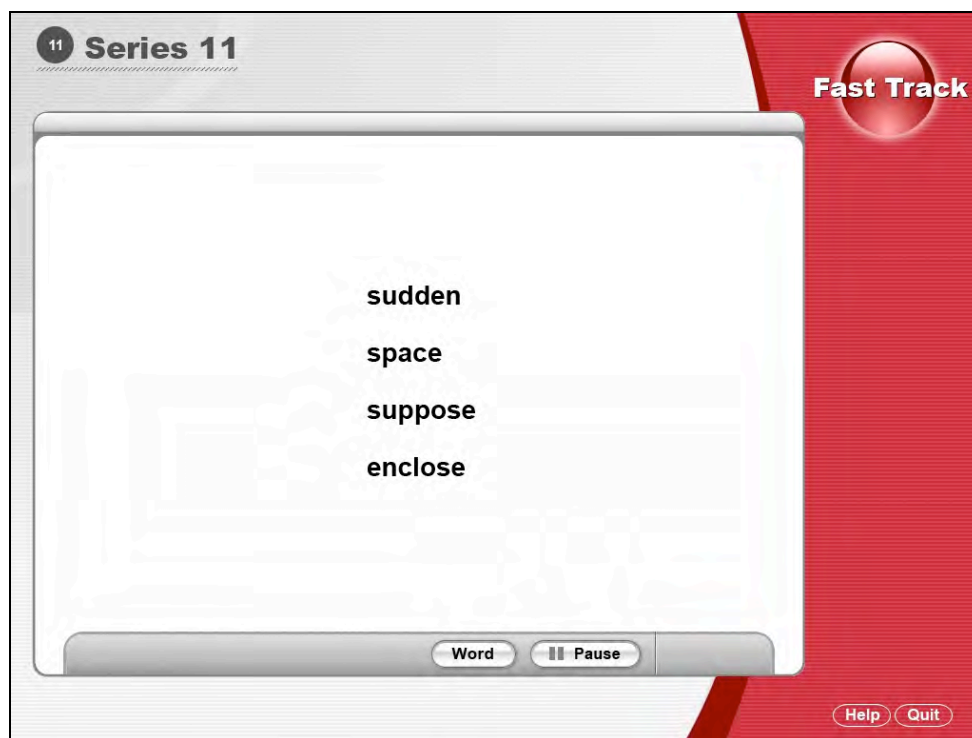 11 Series 11
Fast Track
sudden
space
suppose
enclose
Word Pause
Help Quit